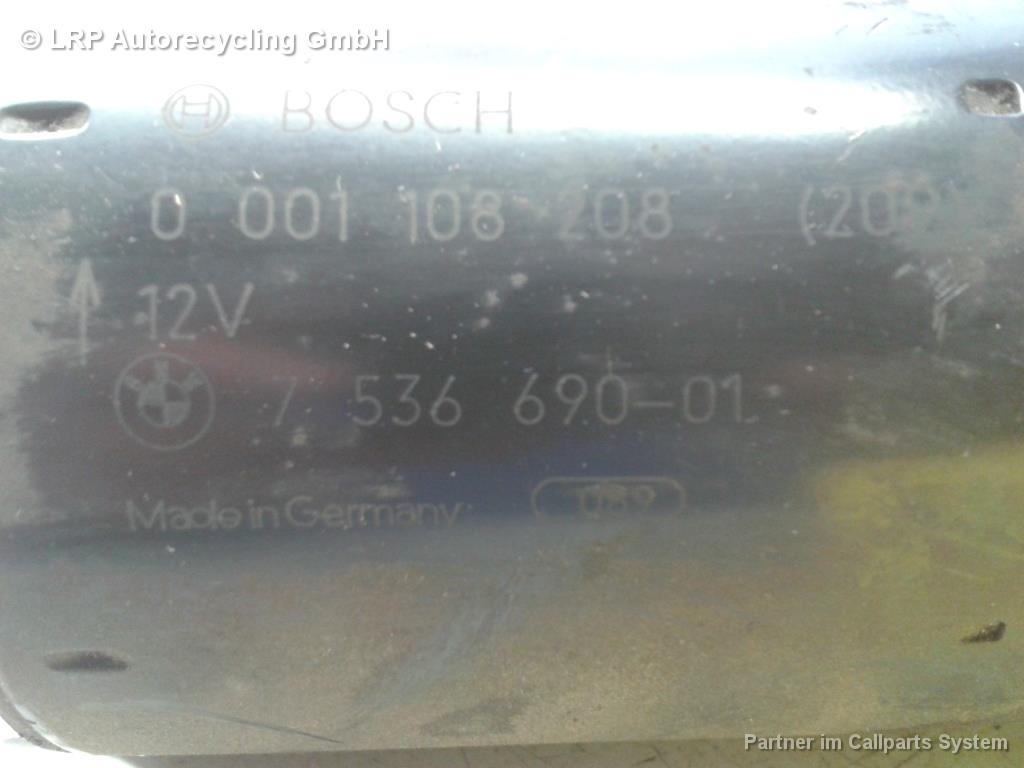 © LRP Autorecycling GmbH
BOSCH
0 001 108 208
12V
7 536 690-01
Made in Germany 089
Partner im Callparts System